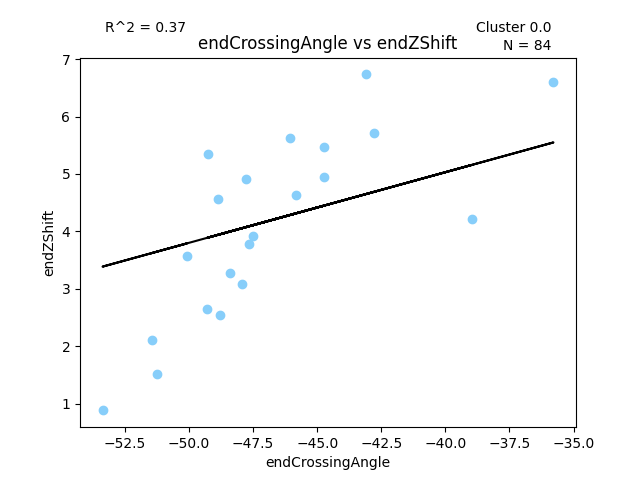 R^2 = 0.37
Cluster 0.0
N = 84
endCrossingAngle vs endZShift
7
6
5
4
3
2
1
endZShift
−52.5 −50.0 −47.5 −45.0 −42.5 −40.0 −37.5 −35.0
endCrossingAngle